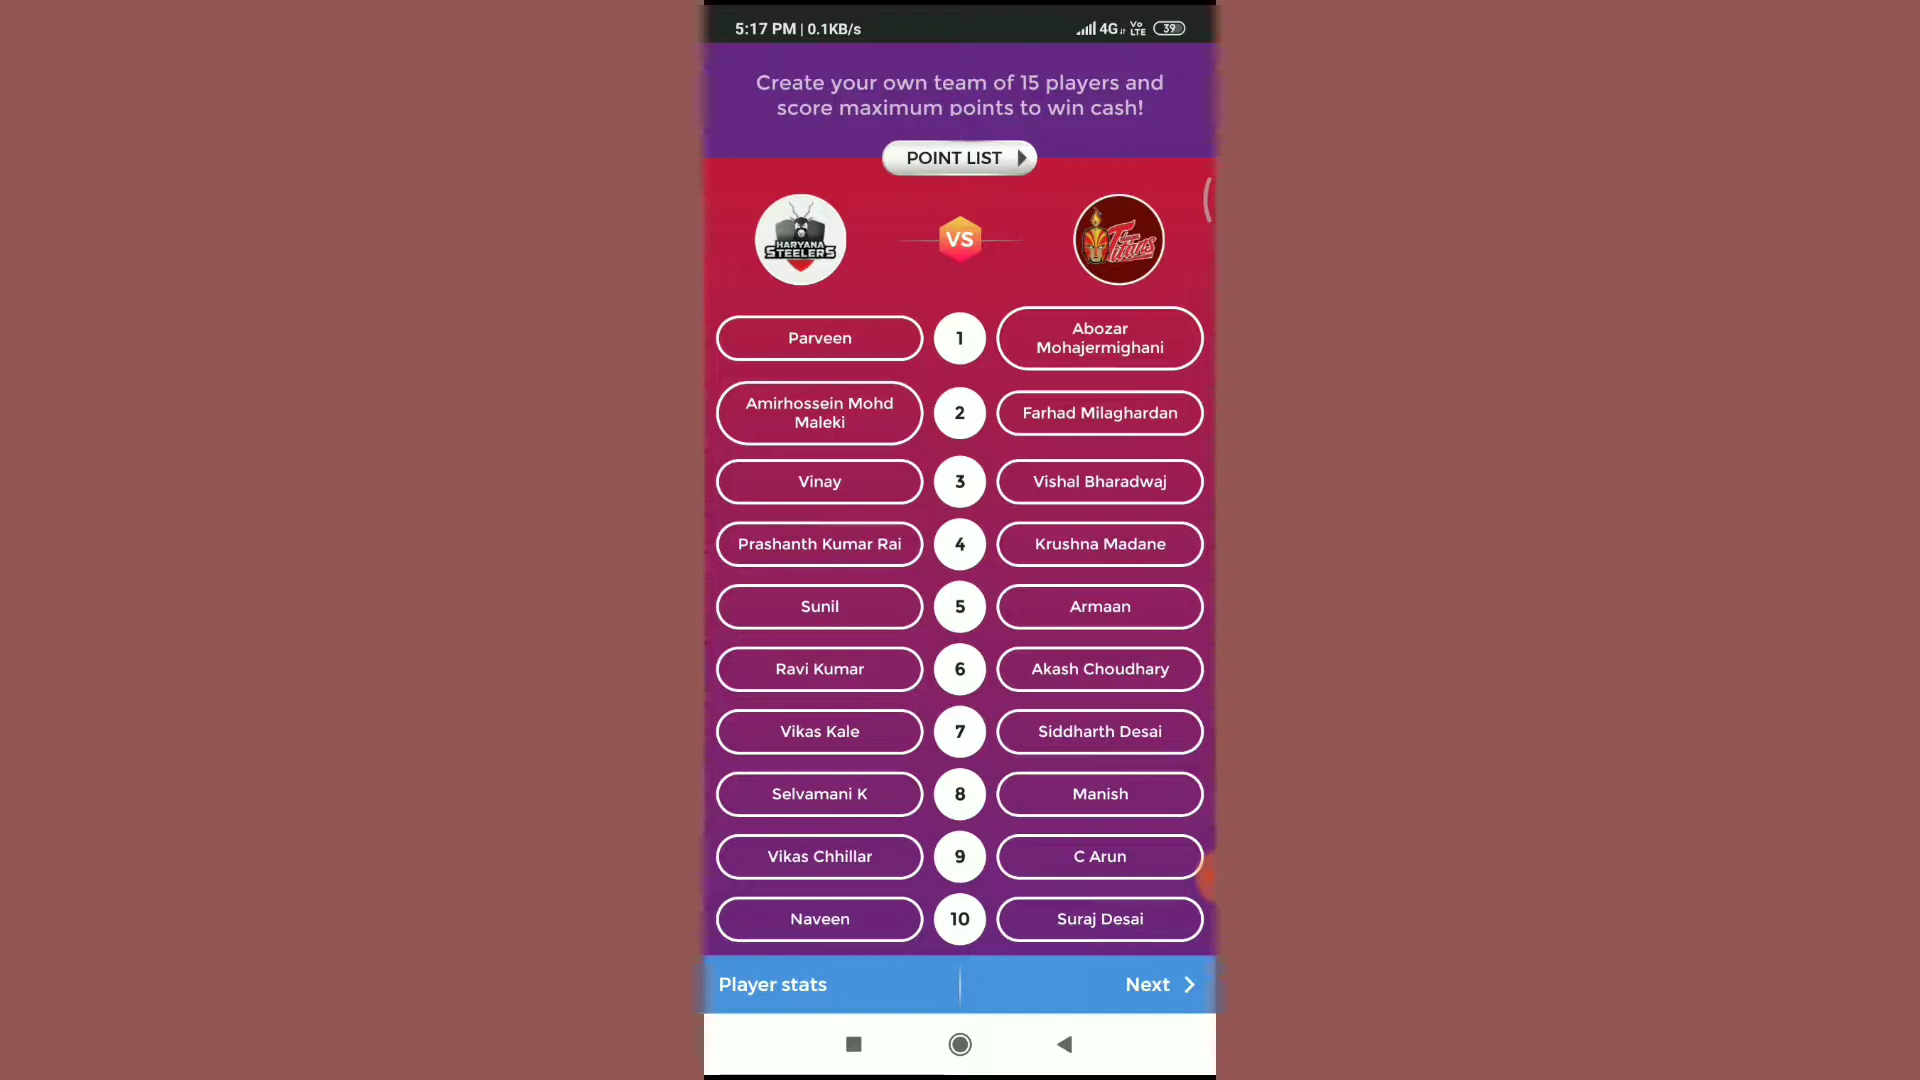 5:17 PM | 0.1KB/s 4G Vo LTE 39
Create your own team of 15 players and
score maximum points to win cash!
POINT LIST
HARYANA
STEELERS
VS
Titans
Parveen 1 Abozar
Mohajermighani
Amirhossein Mohd
Maleki 2 Farhad Milaghardan
Vinay 3 Vishal Bharadwaj
Prashanth Kumar Rai 4 Krushna Madane
Sunil 5 Armaan
Ravi Kumar 6 Akash Choudhary
Vikas Kale 7 Siddharth Desai
Selvamani K 8 Manish
Vikas Chhillar 9 C Arun
Naveen 10 Suraj Desai
Player stats Next